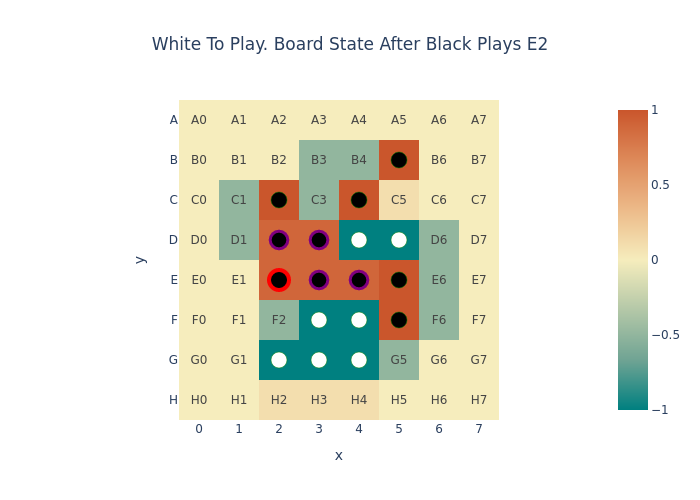 White To Play. Board State After Black Plays E2
A A0 A1 A2 A3 A4 A5 A6 A7
B B0 B1 B2 B3 B4 B6 B7
C C0 C1 C3 C5 C6 C7
D D0 D1 D6 D7
E E0 E1 E6 E7
F F0 F1 F2 F6 F7
G G0 G1 G5 G6 G7
H H0 H1 H2 H3 H4 H5 H6 H7
0 1 2 3 4 5 6 7
x
y
1
0.5
0
−0.5
−1